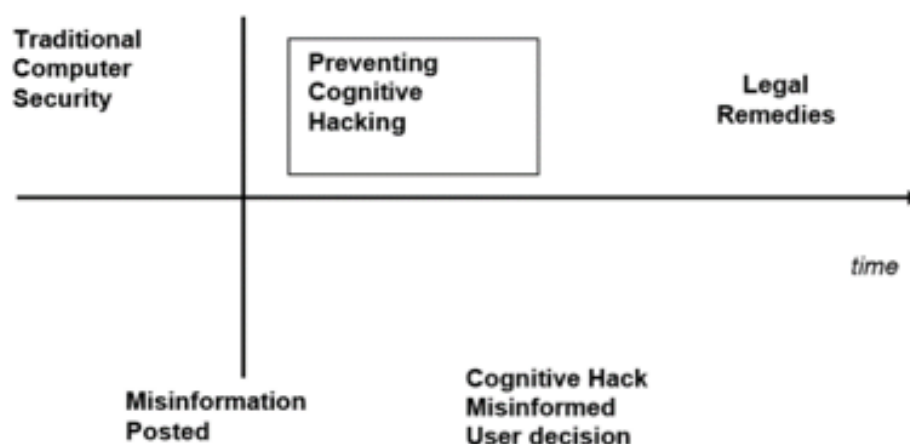 Traditional
Computer
Security
Preventing
Cognitive
Hacking
Legal
Remedies
time
Misinformation
Posted
Cognitive Hack
Misinformed
User decision